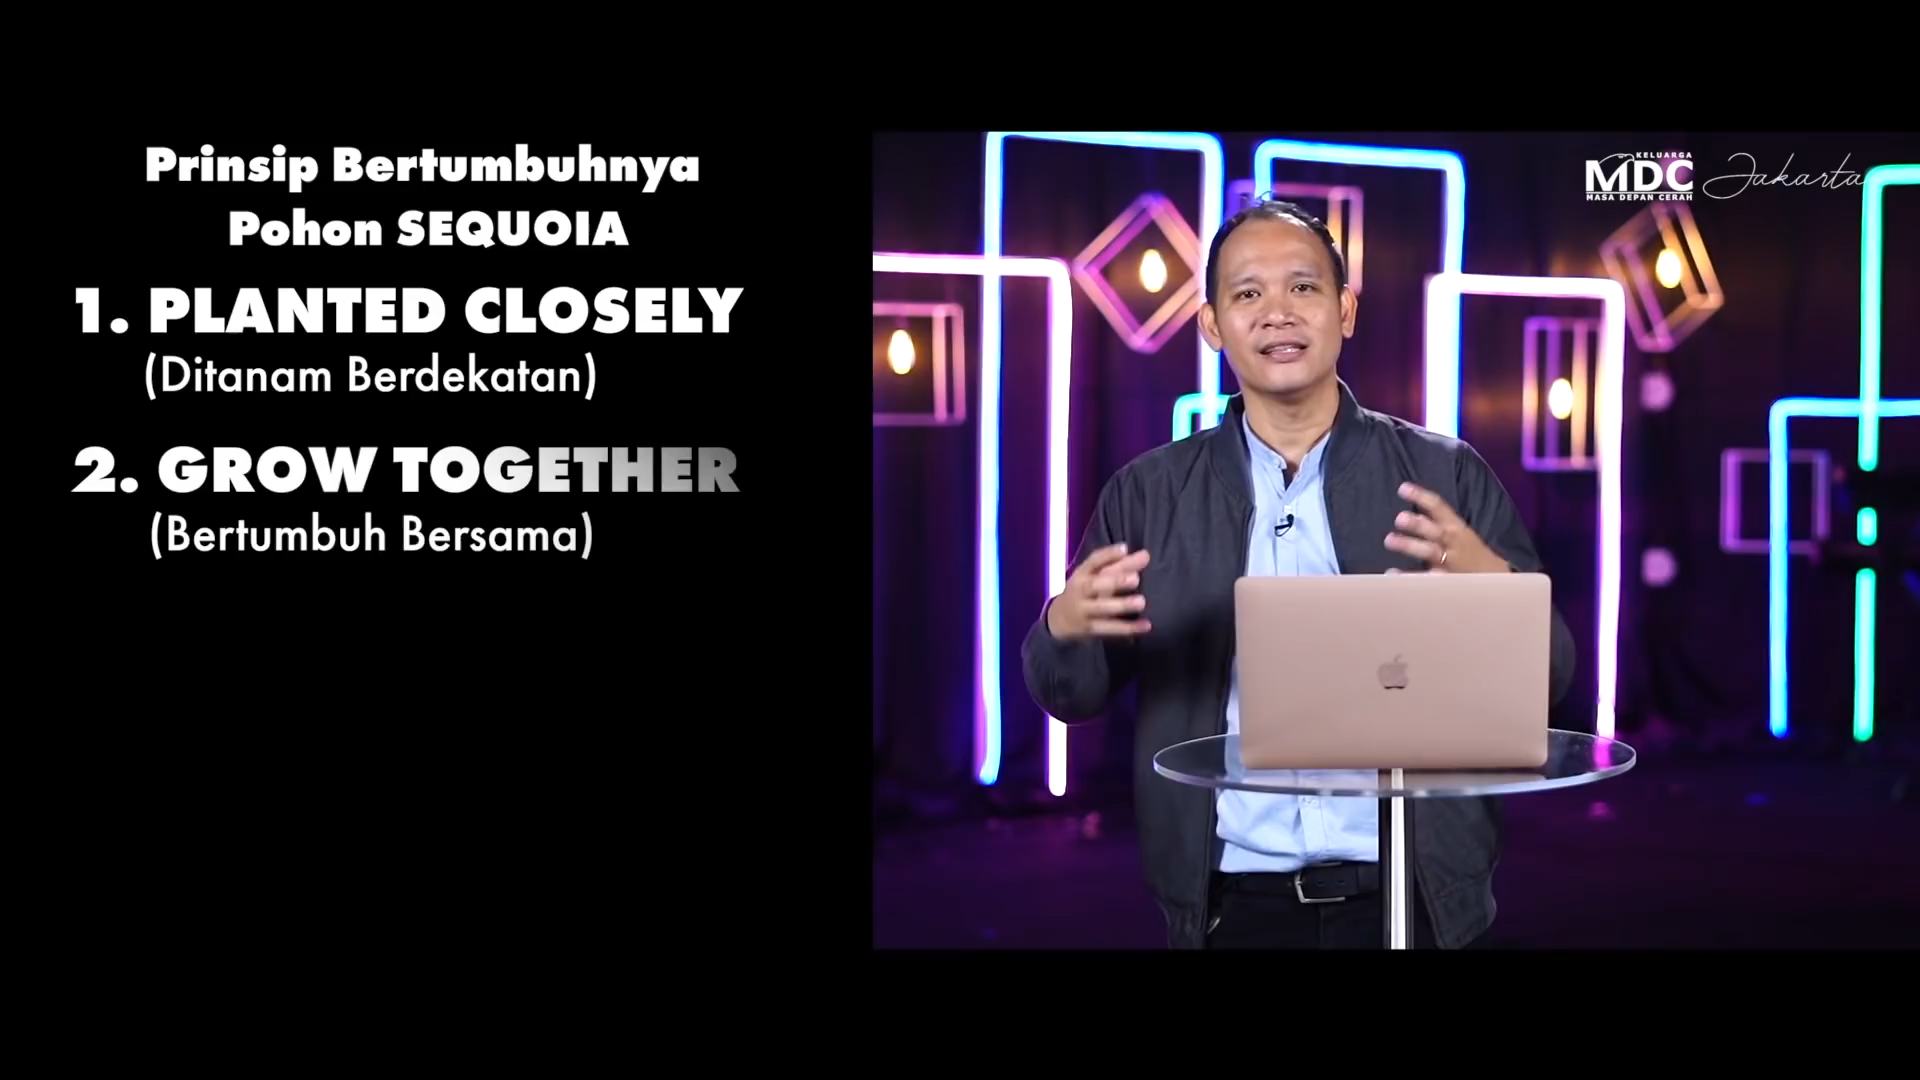 Prinsip Bertumbuhnya
Pohon SEQUOIA
1. PLANTED CLOSELY
(Ditanam Berdekatan)
2. GROW TOGETHER
(Bertumbuh Bersama)
KELUARGA
MDC Jakarta
MASA DEPAN CERAH